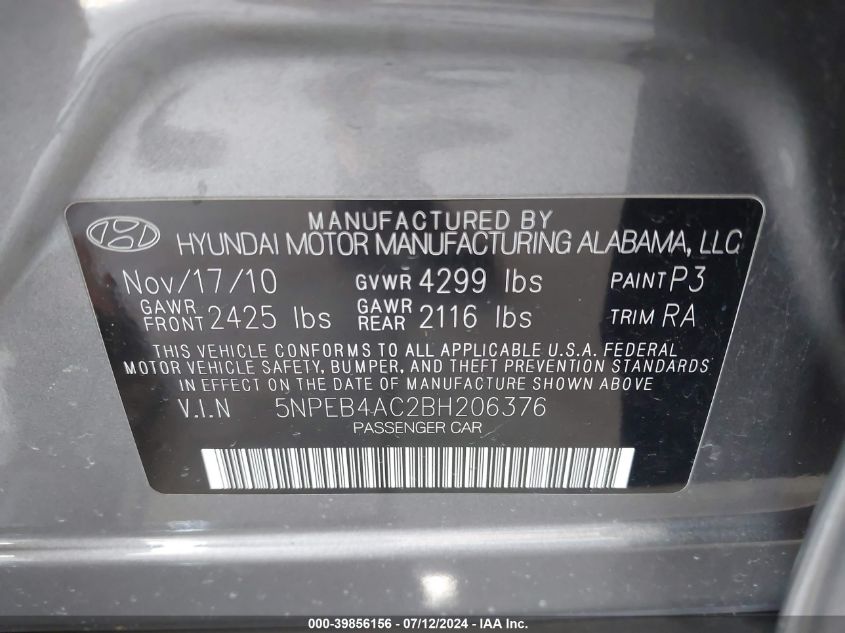 MANUFACTURED BY
HYUNDAI MOTOR MANUFACTURING ALABAMA, LLC
Nov/17/10 GVWR 4299 lbs PAINT P3
GAWR FRONT 2425 lbs GAWR REAR 2116 lbs TRIM RA
THIS VEHICLE CONFORMS TO ALL APPLICABLE U.S.A. FEDERAL
MOTOR VEHICLE SAFETY, BUMPER, AND THEFT PREVENTION STANDARDS
IN EFFECT ON THE DATE OF MANUFACTURE SHOWN ABOVE
V.I.N 5NPEB4AC2BH206376
PASSENGER CAR
000-39856156 - 07/12/2024 - IAA Inc.